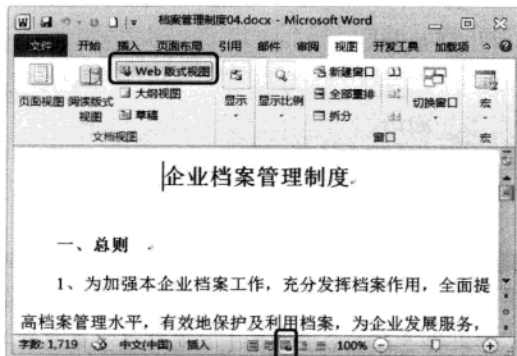 档案管理制度04.docx - Microsoft Word
文件 开始 插入 页面布局 引用 邮件 审阅 视图 开发工具 加载项
页面视图 阅读版式视图 Web 版式视图 大纲视图 草稿 显示 显示比例 新建窗口 全部重排 拆分 切换窗口 宏
文档视图 窗口 宏
企业档案管理制度
一、总则
1、为加强本企业档案工作，充分发挥档案作用，全面提
高档案管理水平，有效地保护及利用档案，为企业发展服务，
字数: 1,719 中文(中国) 插入 100%